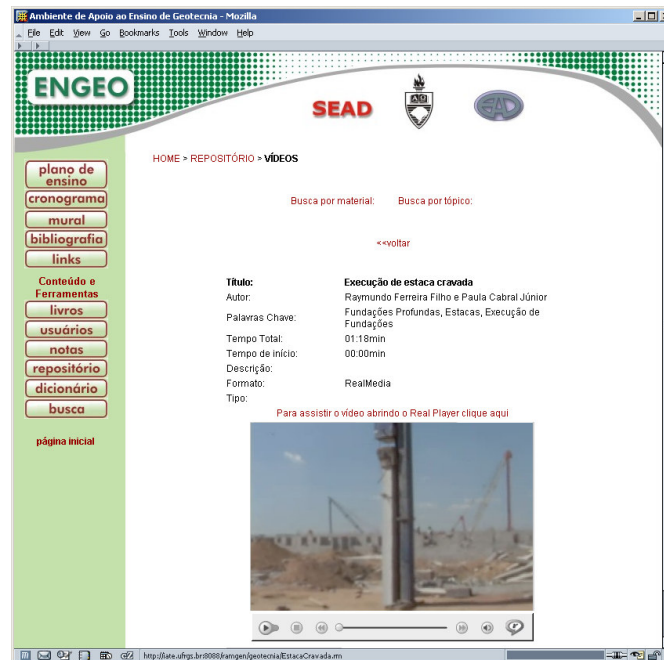 Ambiente de Apoio ao Ensino de Geotecnia - Mozilla
File Edit View Go Bookmarks Tools Window Help
ENGEO
SEAD
EAD
HOME > REPOSITÓRIO > VÍDEOS
plano de
ensino
cronograma
mural
bibliografia
links
Conteúdo e
Ferramentas
livros
usuários
notas
repositório
dicionário
busca
página inicial
Busca por material: Busca por tópico:
<<voltar
Título: Execução de estaca cravada
Autor: Raymundo Ferreira Filho e Paula Cabral Júnior
Palavras Chave: Fundações Profundas, Estacas, Execução de
Fundações
Tempo Total: 01:18min
Tempo de início: 00:00min
Descrição:
Formato: RealMedia
Tipo:
Para assistir o vídeo abrindo o Real Player clique aqui
http://late.ufrgs.br:8088/ramgen/geotecnia/EstacaCravada.rm